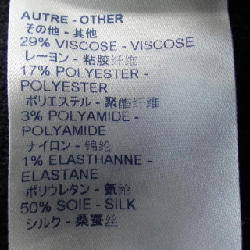 AUTRE - OTHER
その他 - 其他
29% VISCOSE - VISCOSE
レーヨン - 粘胶纤维
17% POLYESTER -
POLYESTER
ポリエステル - 聚酯纤维
3% POLYAMIDE -
POLYAMIDE
ナイロン - 锦纶
1% ELASTHANNE -
ELASTANE
ポリウレタン - 氨纶
50% SOIE - SILK
シルク - 桑蚕丝